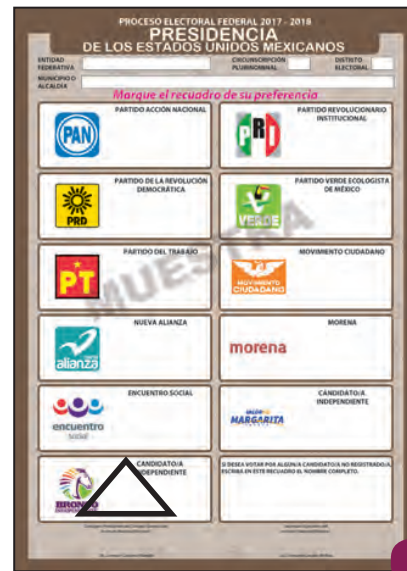 PROCESO ELECTORAL FEDERAL 2017 - 2018
PRESIDENCIA
DE LOS ESTADOS UNIDOS MEXICANOS
ENTIDAD
FEDERATIVA
CIRCUNSCRIPCIÓN
PLURINOMINAL
DISTRITO
ELECTORAL
MUNICIPIO O
ALCALDÍA
Marque el recuadro de su preferencia
PARTIDO ACCIÓN NACIONAL
PAN
PARTIDO REVOLUCIONARIO
INSTITUCIONAL
PRI
PARTIDO DE LA REVOLUCIÓN
DEMOCRÁTICA
PRD
PARTIDO VERDE ECOLOGISTA
DE MÉXICO
VERDE
PARTIDO DEL TRABAJO
PT
MOVIMIENTO CIUDADANO
MOVIMIENTO
CIUDADANO
MUESTRA
NUEVA ALIANZA
nueva
alianza
MORENA
morena
ENCUENTRO SOCIAL
encuentro
social
CANDIDATO/A
INDEPENDIENTE
MARGARITA
CANDIDATO/A
INDEPENDIENTE
BRONCO
SI DESEA VOTAR POR ALGÚN/A CANDIDATO/A NO REGISTRADO/A,
ESCRIBA EN ESTE RECUADRO EL NOMBRE COMPLETO.